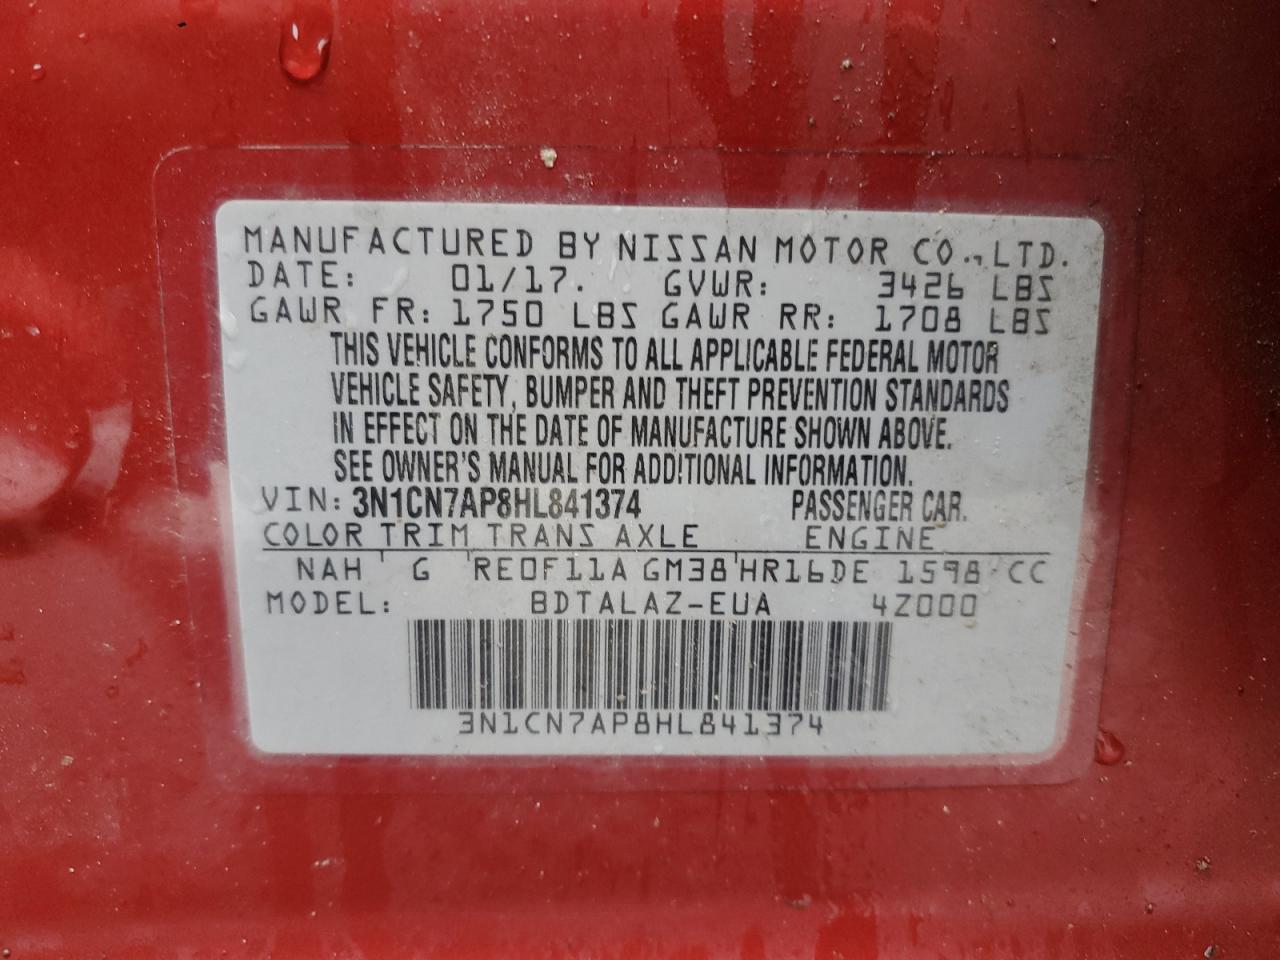 MANUFACTURED BY NISSAN MOTOR CO., LTD.
DATE: 01/17. GVWR: 3426 LBS
GAWR FR: 1750 LBS GAWR RR: 1708 LBS
THIS VEHICLE CONFORMS TO ALL APPLICABLE FEDERAL MOTOR
VEHICLE SAFETY, BUMPER AND THEFT PREVENTION STANDARDS
IN EFFECT ON THE DATE OF MANUFACTURE SHOWN ABOVE.
SEE OWNER'S MANUAL FOR ADDITIONAL INFORMATION.
VIN: 3N1CN7AP8HL841374 PASSENGER CAR.
COLOR TRIM TRANS AXLE ENGINE
NAH G RE0F11A GM38 HR16DE 1598 CC
MODEL: BDTALAZ-EUA 4Z000
3N1CN7AP8HL841374